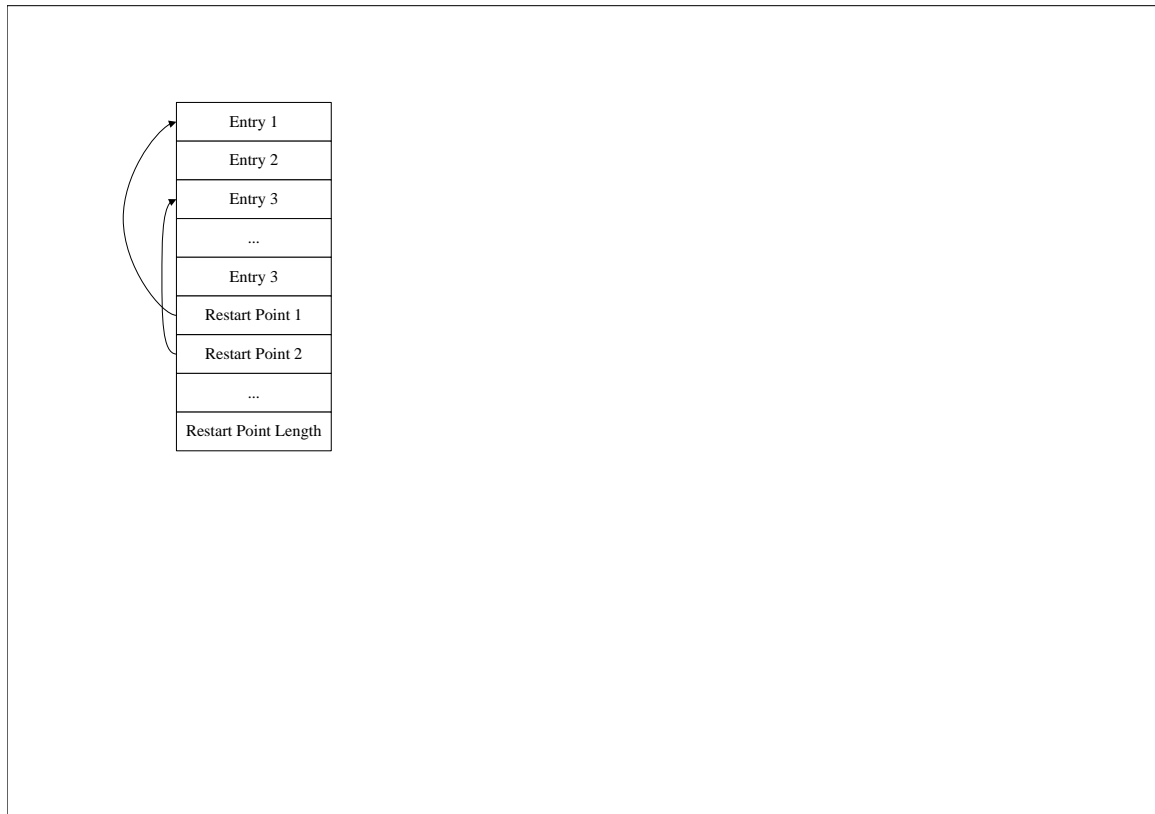 Entry 1
Entry 2
Entry 3
...
Entry 3
Restart Point 1
Restart Point 2
...
Restart Point Length